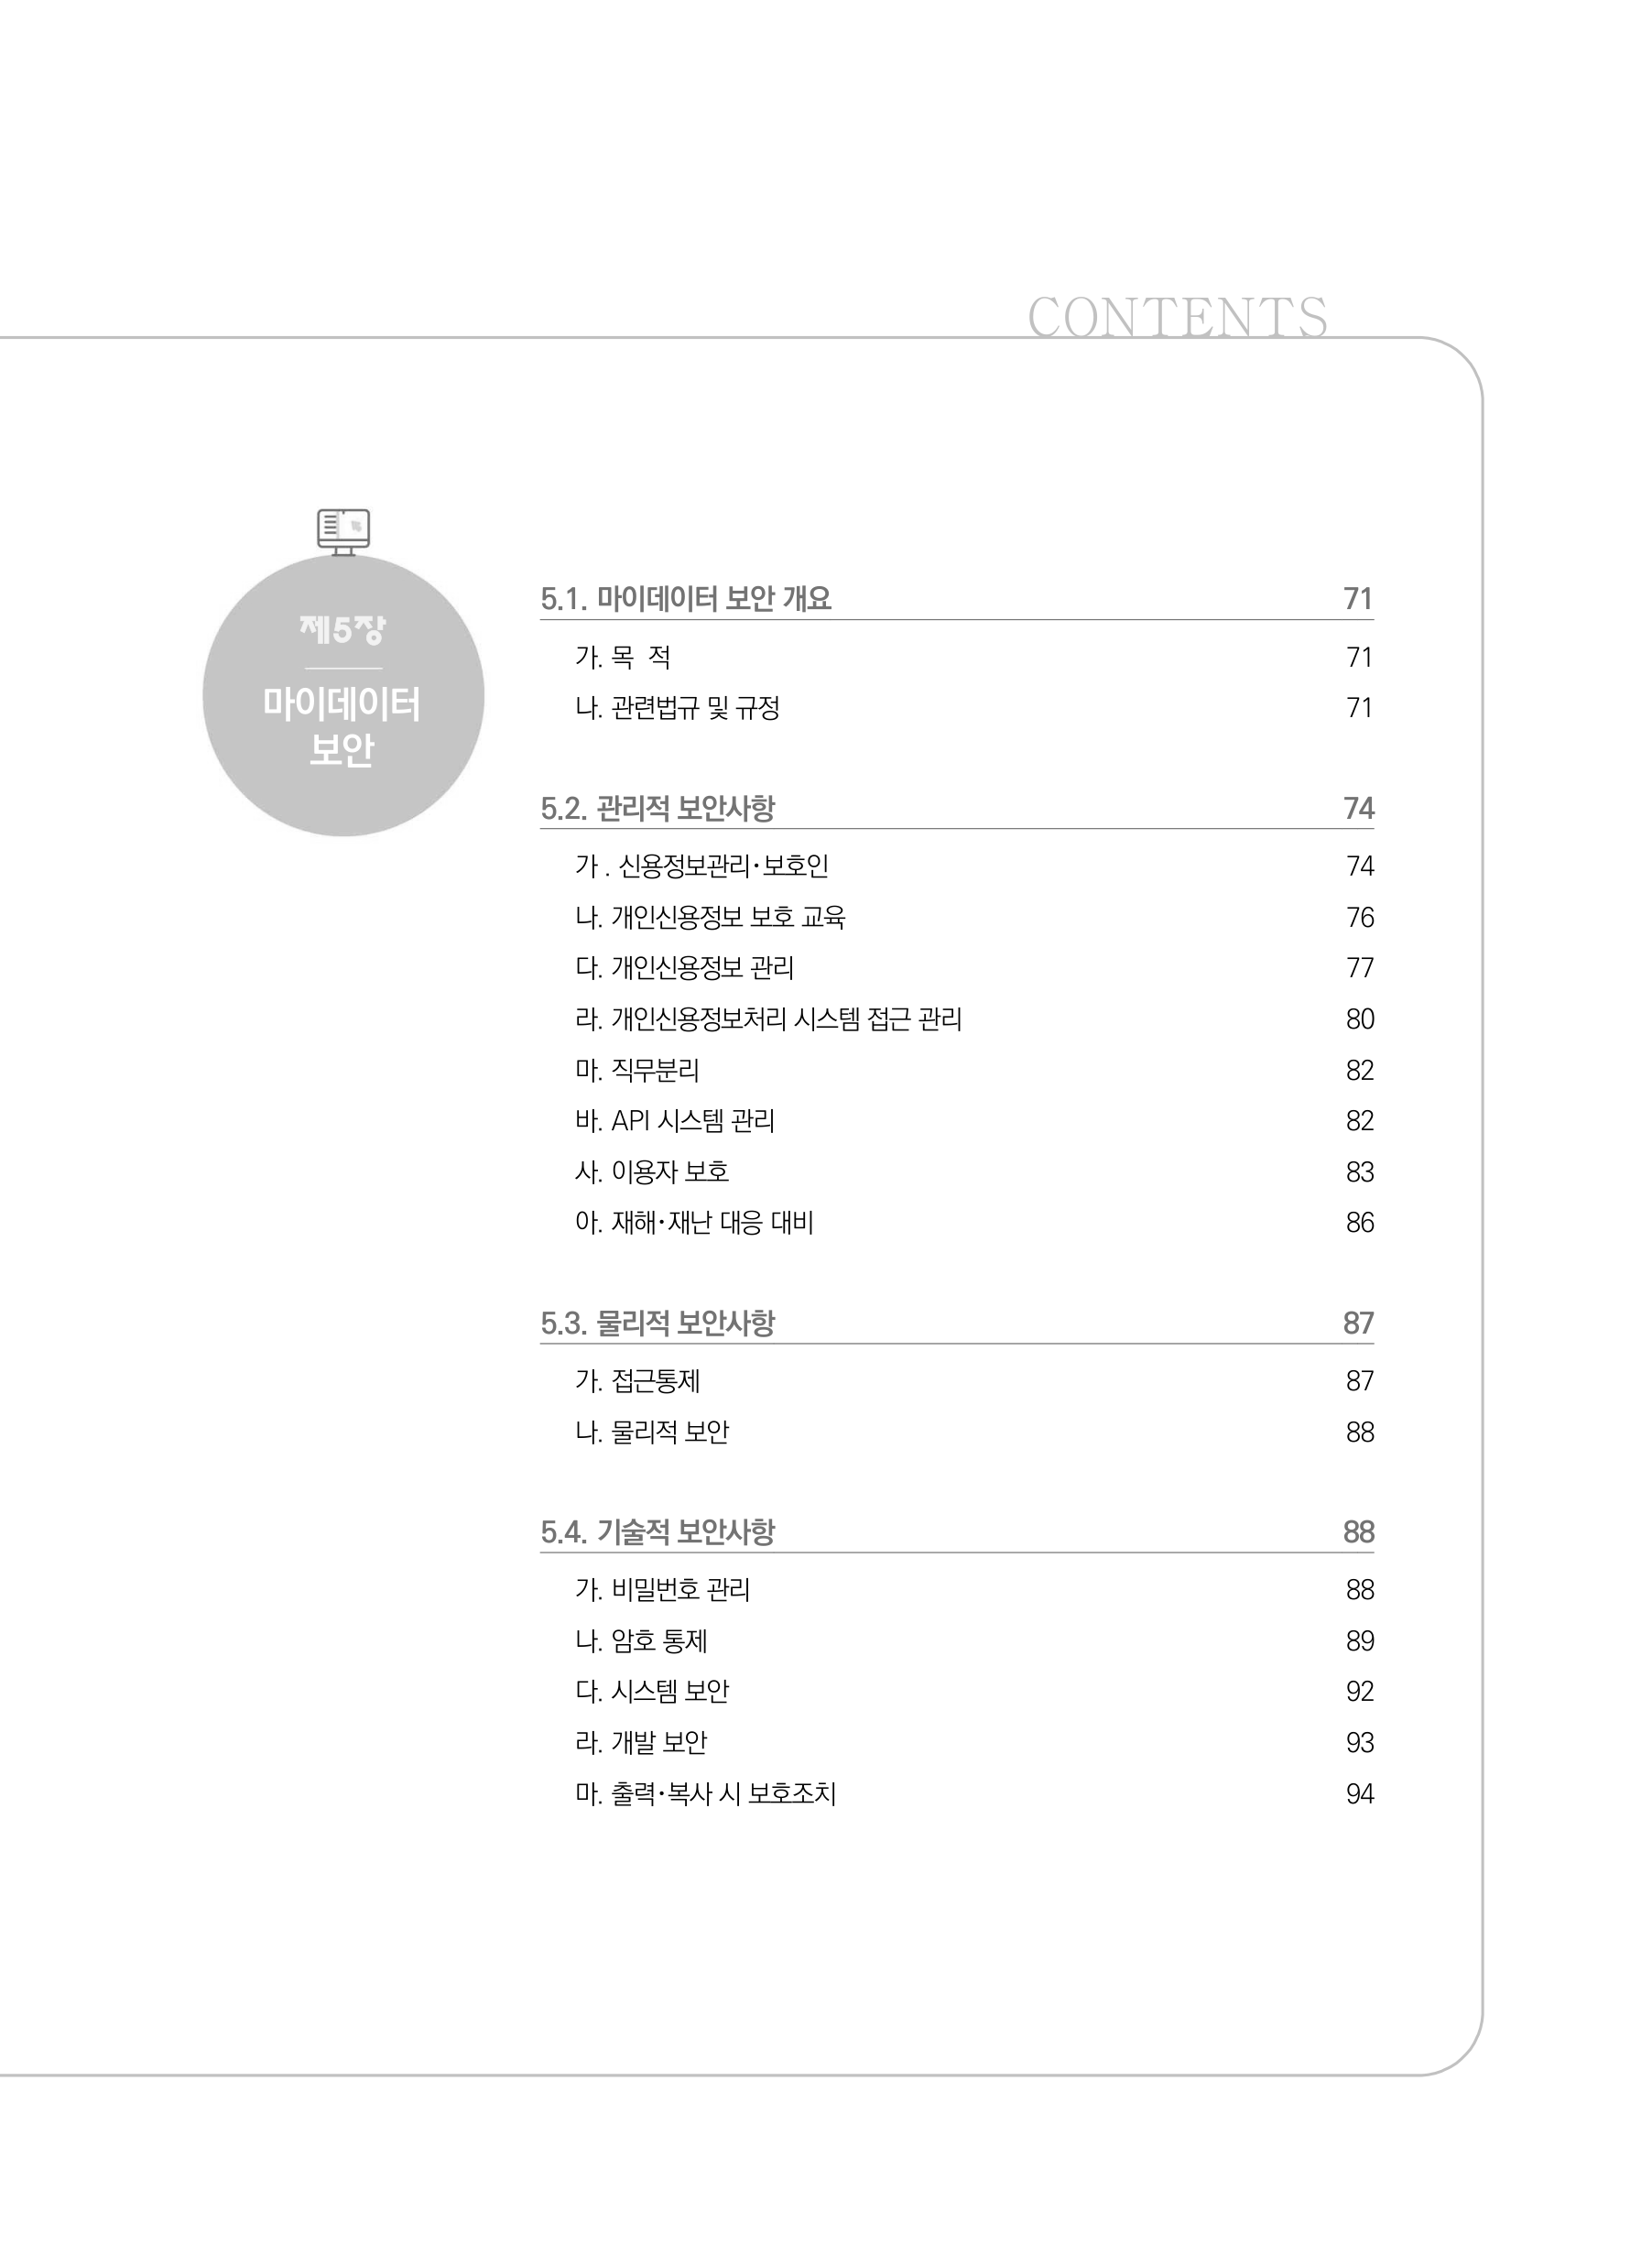 CONTENTS
제5장
마이데이터
보안
5.1. 마이데이터 보안 개요 71
가. 목 적 71
나. 관련법규 및 규정 71
5.2. 관리적 보안사항 74
가 . 신용정보관리·보호인 74
나. 개인신용정보 보호 교육 76
다. 개인신용정보 관리 77
라. 개인신용정보처리 시스템 접근 관리 80
마. 직무분리 82
바. API 시스템 관리 82
사. 이용자 보호 83
아. 재해·재난 대응 대비 86
5.3. 물리적 보안사항 87
가. 접근통제 87
나. 물리적 보안 88
5.4. 기술적 보안사항 88
가. 비밀번호 관리 88
나. 암호 통제 89
다. 시스템 보안 92
라. 개발 보안 93
마. 출력·복사 시 보호조치 94